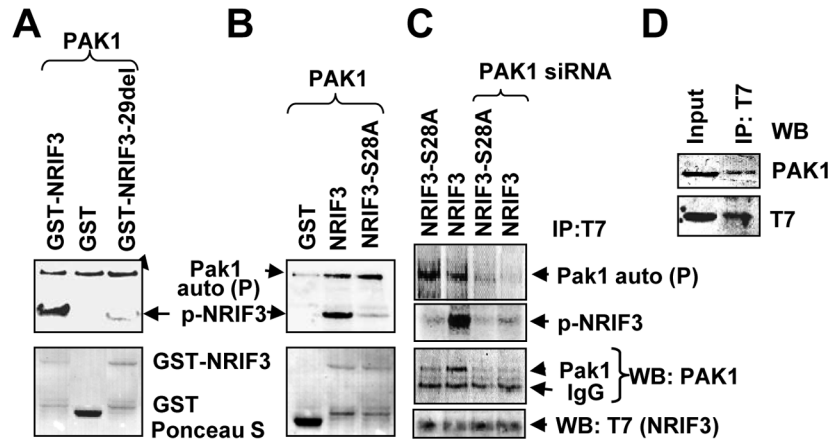 A
PAK1
GST-NRIF3
GST
GST-NRIF3-29del
B
PAK1
GST
NRIF3
NRIF3-S28A
Pak1
auto (P)
p-NRIF3
GST-NRIF3
GST
Ponceau S
C
PAK1 siRNA
NRIF3-S28A
NRIF3
NRIF3-S28A
NRIF3
IP:T7
Pak1 auto (P)
p-NRIF3
Pak1
IgG
WB: PAK1
WB: T7 (NRIF3)
D
Input
IP: T7
WB
PAK1
T7